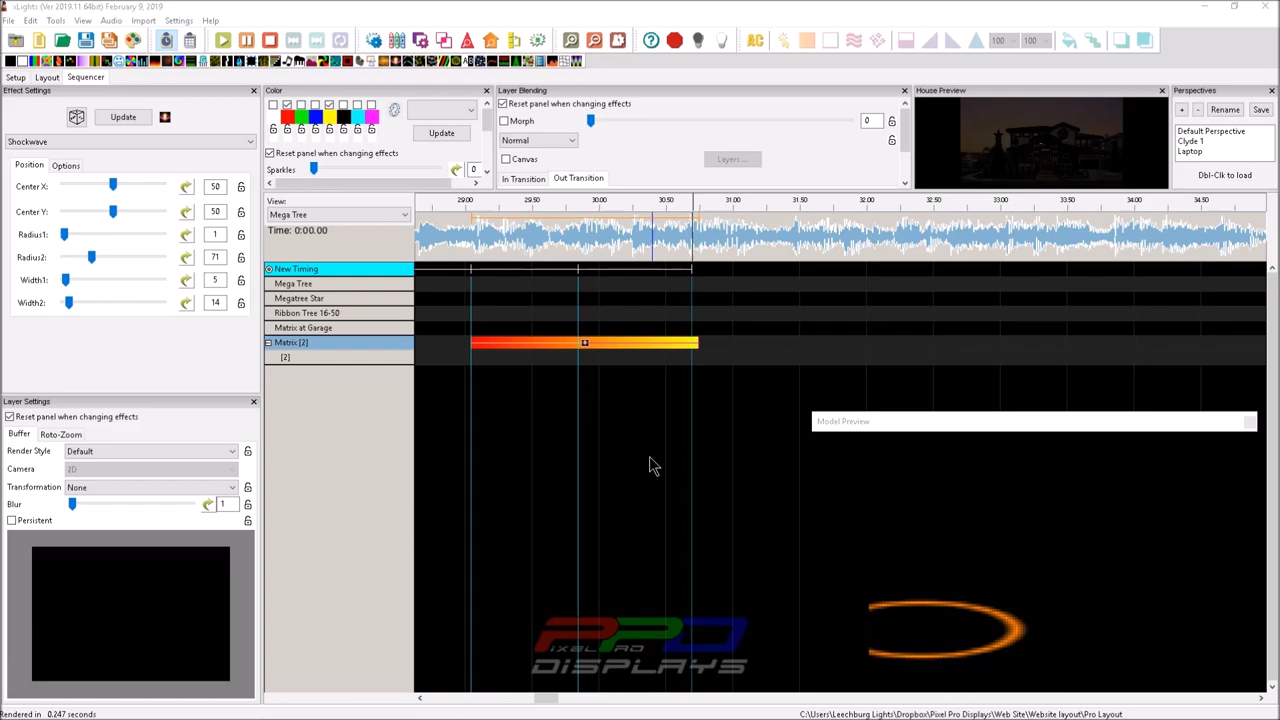 xLights (Ver 2019.11 64bit) February 9, 2019
File Edit Tools View Audio Import Settings Help
AC 100 100
Setup Layout Sequencer
Effect Settings
Update
Shockwave
Position Options
Center X: 50
Center Y: 50
Radius1: 1
Radius2: 71
Width1: 5
Width2: 14
Layer Settings
Reset panel when changing effects
Buffer Roto-Zoom
Render Style Default
Camera 2D
Transformation None
Blur 1
Persistent
Color
Update
Reset panel when changing effects
Sparkles 0
Layer Blending
Reset panel when changing effects
Morph 0
Normal
Canvas Layers ...
In Transition Out Transition
House Preview
Perspectives
+ - Rename Save
Default Perspective
Clyde 1
Laptop
Dbl-Clk to load
View:
Mega Tree
Time: 0:00.00
29.00 29.50 30.00 30.50 31.00 31.50 32.00 32.50 33.00 33.50 34.00 34.50
New Timing
Mega Tree
Megatree Star
Ribbon Tree 16-50
Matrix at Garage
Matrix [2]
[2]
Model Preview
PPD
Pixel Pro
Displays
Rendered in 0.247 seconds
C:\Users\Leechburg Lights\Dropbox\Pixel Pro Displays\Web Site\Website layout\Pro Layout